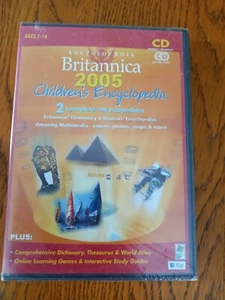 AGES 7-14
CD
ENCYCLOPÆDIA
Britannica
2005
Children's Encyclopedia
2 Complete Encyclopedias
Britannica Elementary & Students' Encyclopedias
Amazing Multimedia - videos, photos, maps & more
PLUS:
• Comprehensive Dictionary, Thesaurus & World Atlas
• Online Learning Games & Interactive Study Guides